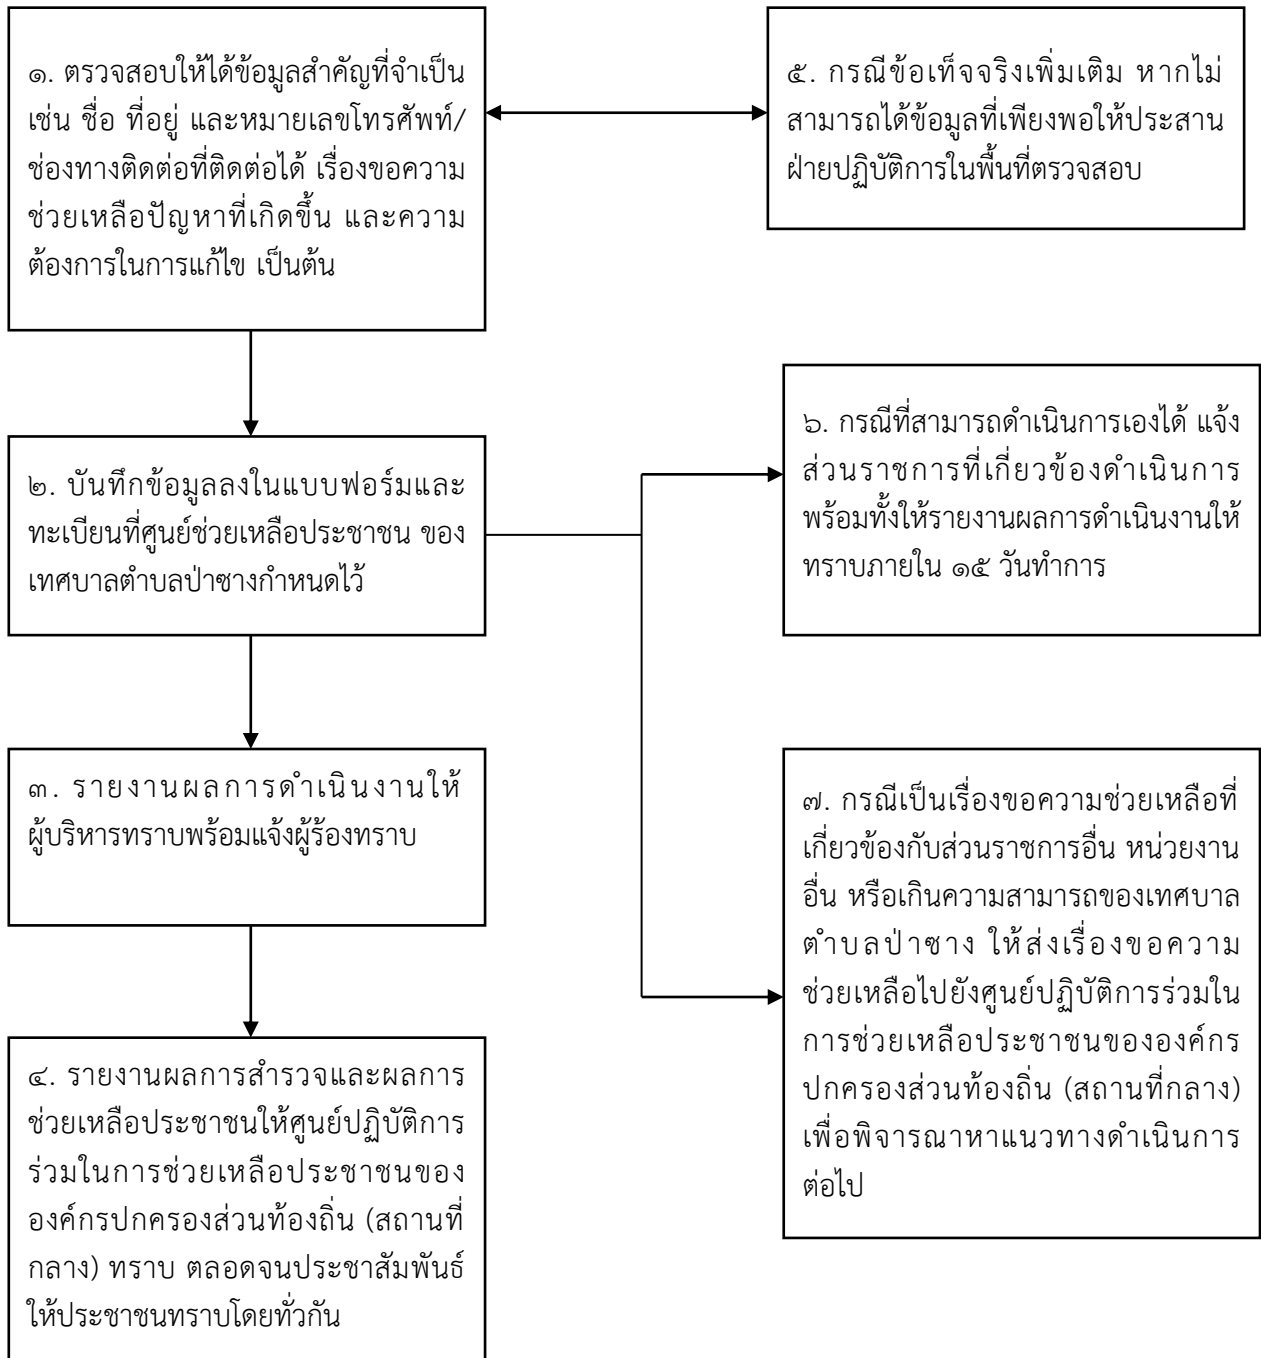 ๑. ตรวจสอบให้ได้ข้อมูลสำคัญที่จำเป็น
เช่น ชื่อ ที่อยู่ และหมายเลขโทรศัพท์/
ช่องทางติดต่อที่ติดต่อได้ เรื่องขอความ
ช่วยเหลือปัญหาที่เกิดขึ้น และความ
ต้องการในการแก้ไข เป็นต้น
๕. กรณีข้อเท็จจริงเพิ่มเติม หากไม่
สามารถได้ข้อมูลที่เพียงพอให้ประสาน
ฝ่ายปฏิบัติการในพื้นที่ตรวจสอบ
๒. บันทึกข้อมูลลงในแบบฟอร์มและ
ทะเบียนที่ศูนย์ช่วยเหลือประชาชน ของ
เทศบาลตำบลป่าซางกำหนดไว้
๖. กรณีที่สามารถดำเนินการเองได้ แจ้ง
ส่วนราชการที่เกี่ยวข้องดำเนินการ
พร้อมทั้งให้รายงานผลการดำเนินงานให้
ทราบภายใน ๑๕ วันทำการ
๓. รายงานผลการดำเนินงานให้
ผู้บริหารทราบพร้อมแจ้งผู้ร้องทราบ
๗. กรณีเป็นเรื่องขอความช่วยเหลือที่
เกี่ยวข้องกับส่วนราชการอื่น หน่วยงาน
อื่น หรือเกินความสามารถของเทศบาล
ตำบลป่าซาง ให้ส่งเรื่องขอความ
ช่วยเหลือไปยังศูนย์ปฏิบัติการร่วมใน
การช่วยเหลือประชาชนขององค์กร
ปกครองส่วนท้องถิ่น (สถานที่กลาง)
เพื่อพิจารณาหาแนวทางดำเนินการ
ต่อไป
๔. รายงานผลการสำรวจและผลการ
ช่วยเหลือประชาชนให้ศูนย์ปฏิบัติการ
ร่วมในการช่วยเหลือประชาชนของ
องค์กรปกครองส่วนท้องถิ่น (สถานที่
กลาง) ทราบ ตลอดจนประชาสัมพันธ์
ให้ประชาชนทราบโดยทั่วกัน